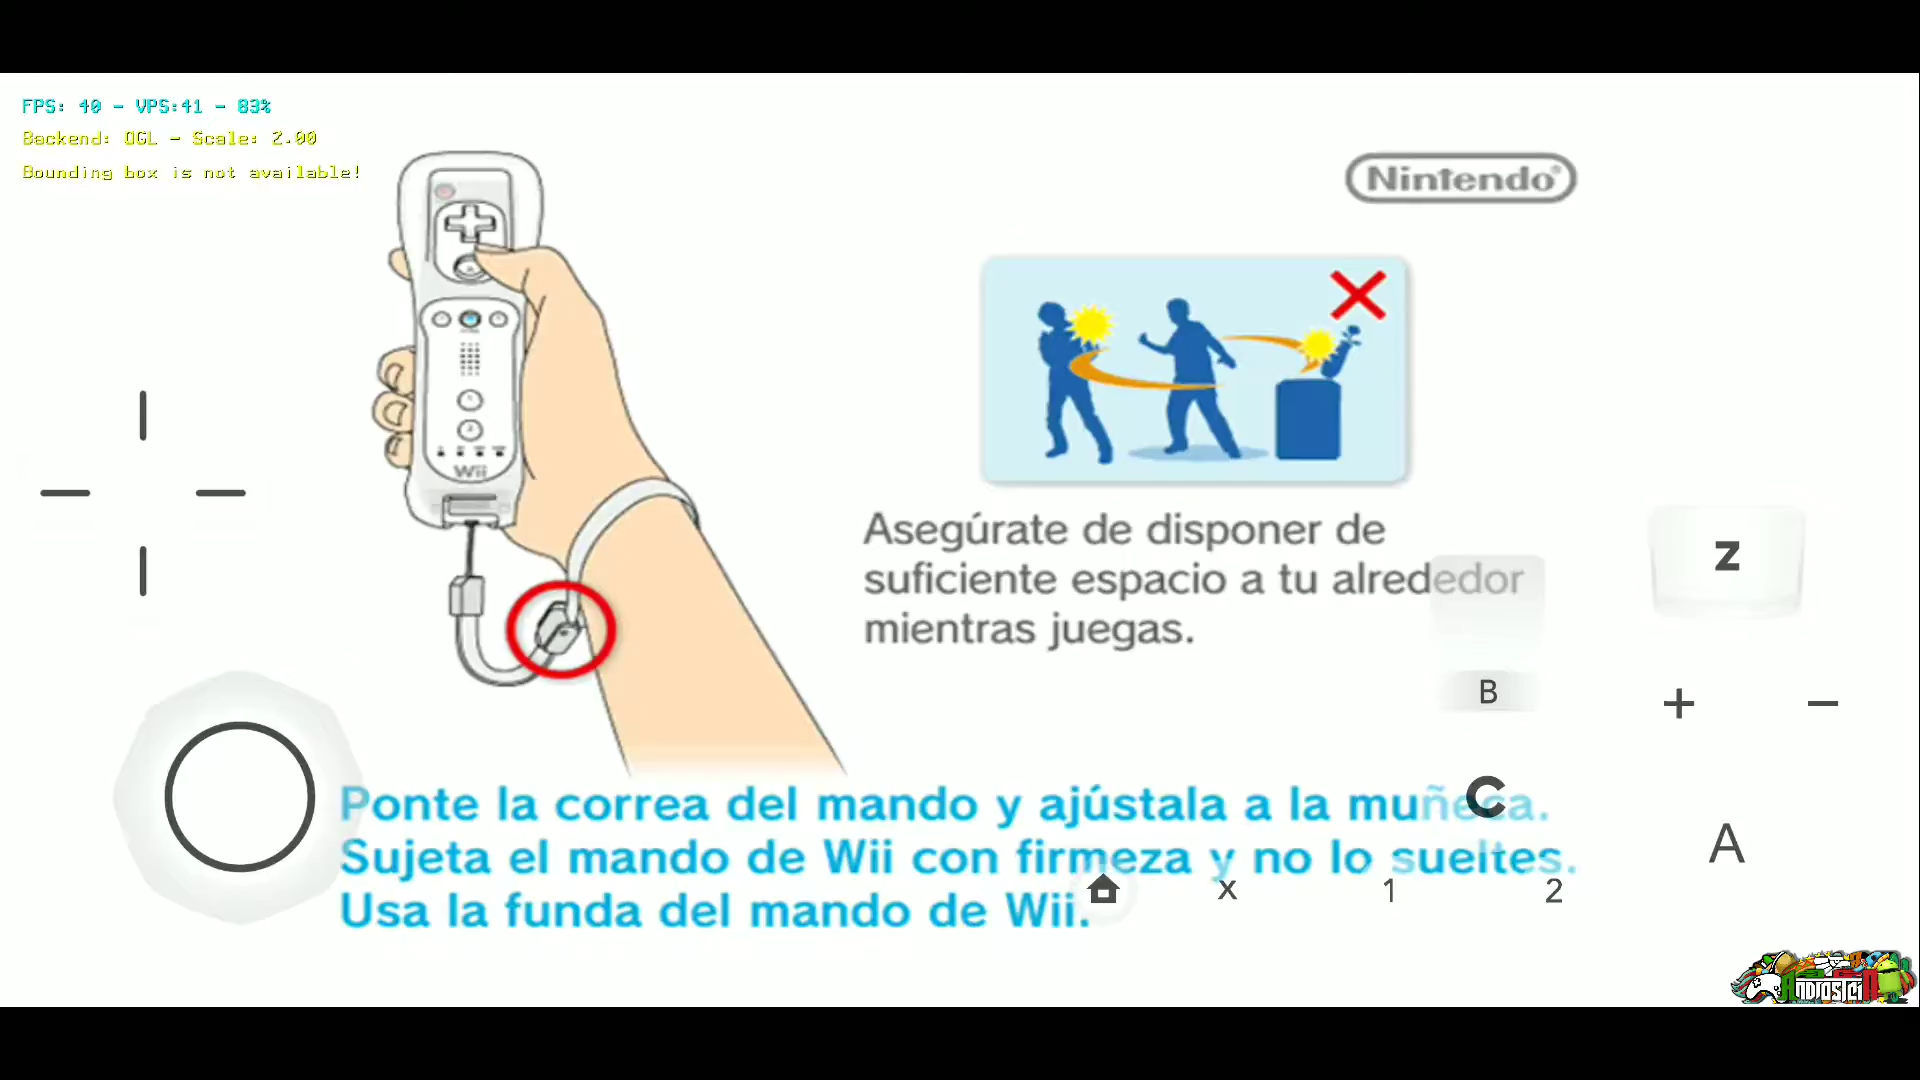 FPS: 40 - VPS:41 - 83%
Backend: OGL - Scale: 2.00
Bounding box is not available!
Nintendo®
Wii
Asegúrate de disponer de
suficiente espacio a tu alrededor
mientras juegas.
Z
B
+ −
C
Ponte la correa del mando y ajústala a la muñeca.
Sujeta el mando de Wii con firmeza y no lo sueltes.
Usa la funda del mando de Wii.
A
X 1 2